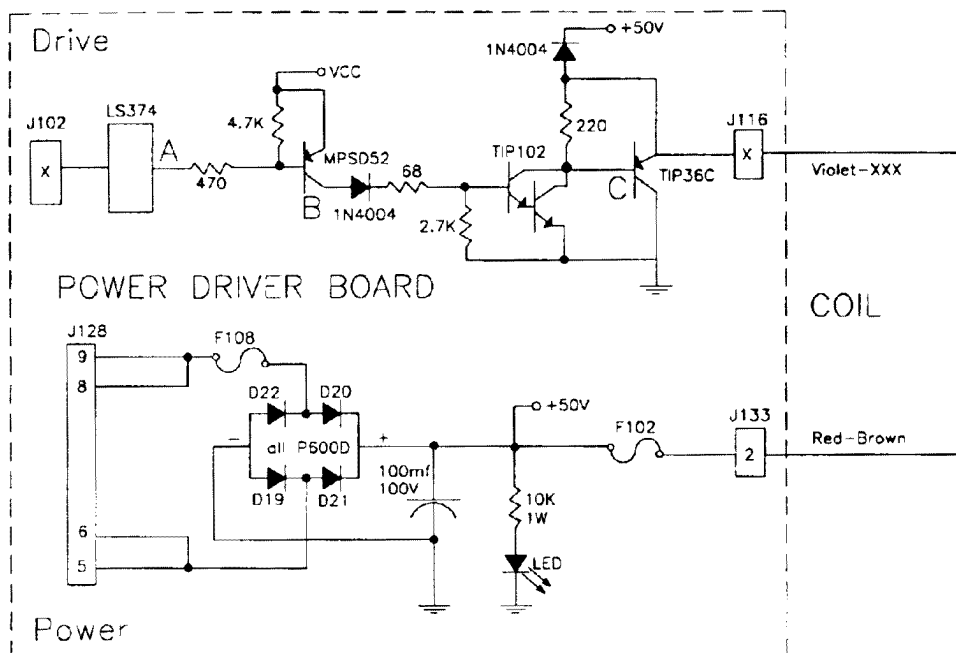 Drive
+50V
1N4004
VCC
LS374
J102
A
4.7K
220
J116
X
470
MPSD52
68
TIP102
X
B
1N4004
C
TIP36C
Violet-XXX
2.7K
POWER DRIVER BOARD
COIL
J128
F108
9
8
D22
D20
+50V
F102
J133
-
+
all
P600D
2
Red-Brown
100mf
100V
D19
D21
10K
1W
6
5
LED
Power